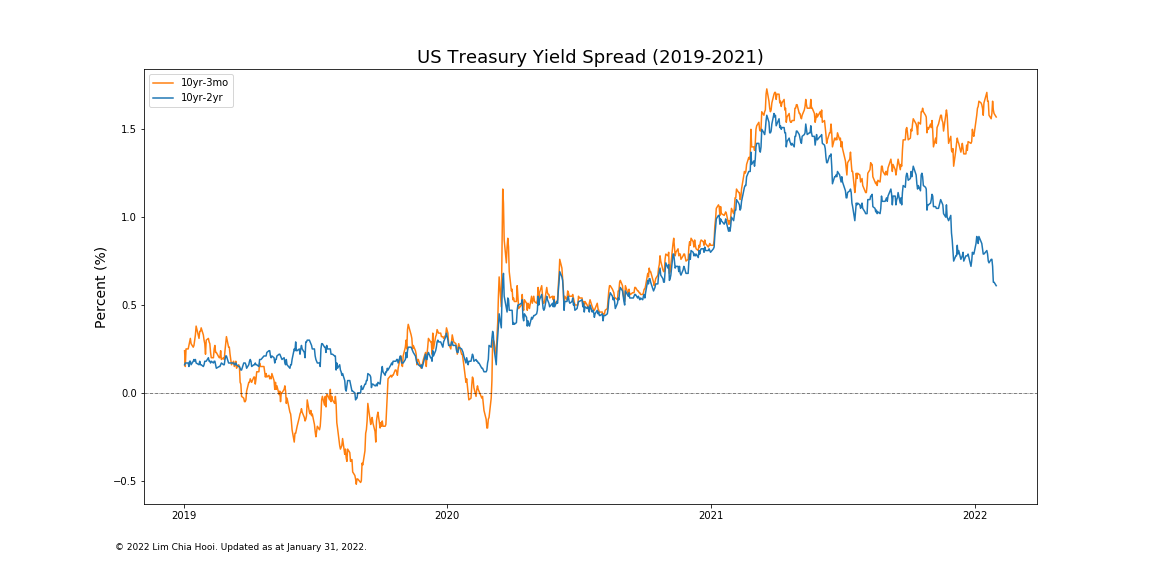 US Treasury Yield Spread (2019-2021)
10yr-3mo
10yr-2yr
Percent (%)
1.5
1.0
0.5
0.0
−0.5
2019
2020
2021
2022
© 2022 Lim Chia Hooi. Updated as at January 31, 2022.